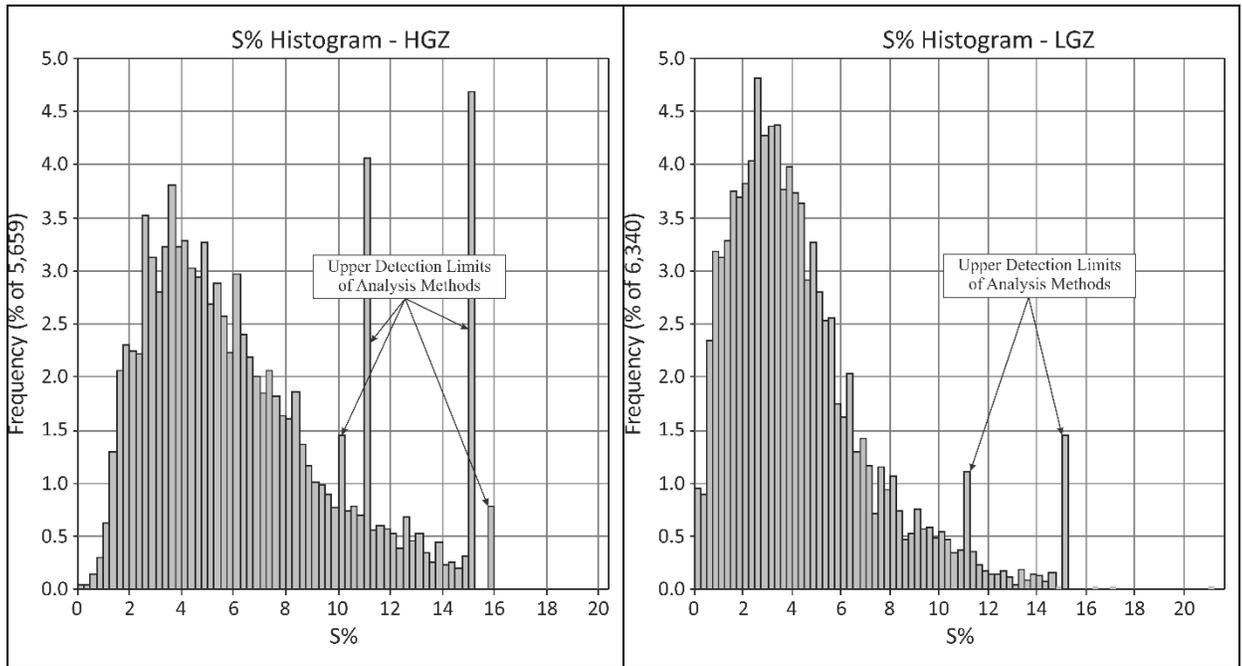 S% Histogram - HGZ
5.0
4.5
4.0
3.5
3.0
2.5
2.0
1.5
1.0
0.5
0.0
Frequency (% of 5,659)
Upper Detection Limits
of Analysis Methods
0 2 4 6 8 10 12 14 16 18 20
S%
S% Histogram - LGZ
5.0
4.5
4.0
3.5
3.0
2.5
2.0
1.5
1.0
0.5
0.0
Frequency (% of 6,340)
Upper Detection Limits
of Analysis Methods
0 2 4 6 8 10 12 14 16 18 20
S%